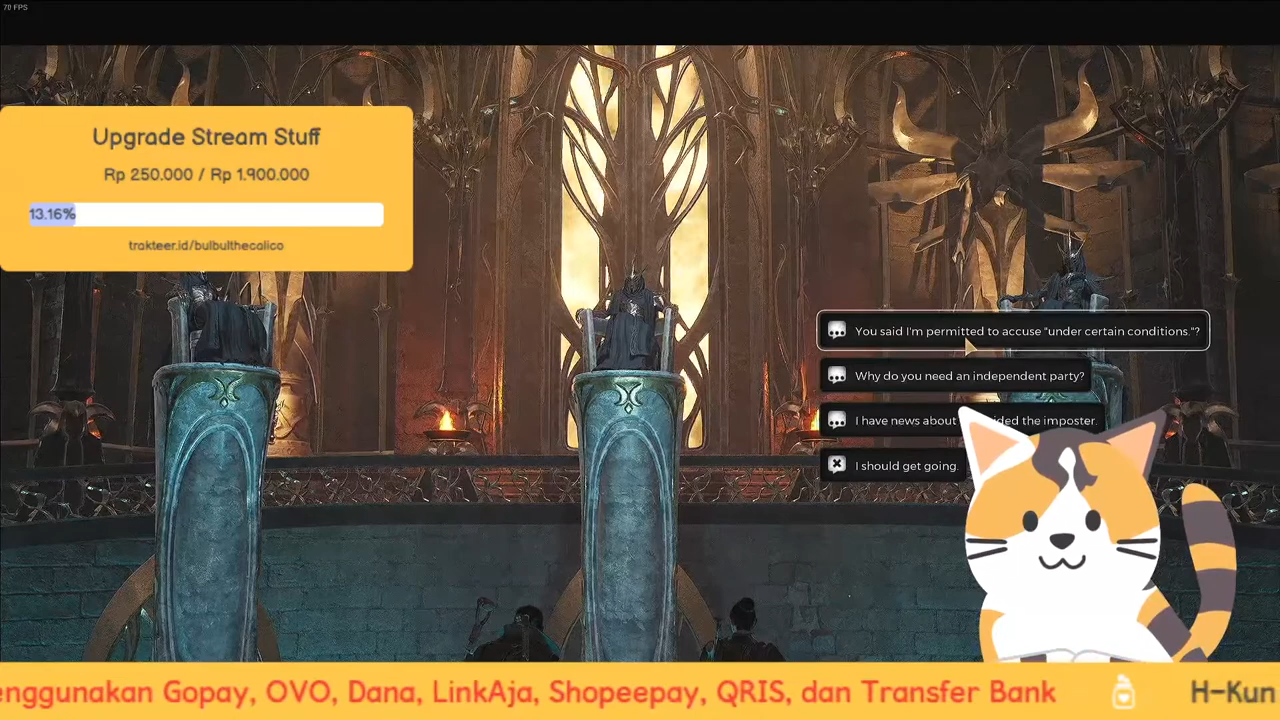 70 FPS
Upgrade Stream Stuff
Rp 250.000 / Rp 1.900.000
13.16%
trakteer.id/bulbulthecalico
You said I'm permitted to accuse "under certain conditions."?
Why do you need an independent party?
I have news about ided the imposter.
I should get going.
enggunakan Gopay, OVO, Dana, LinkAja, Shopeepay, QRIS, dan Transfer Bank
H-Kun